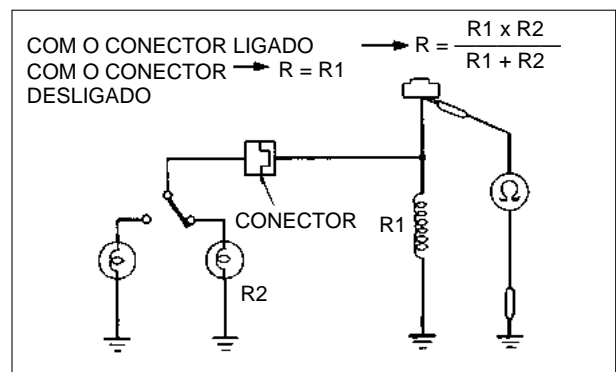 COM O CONECTOR LIGADO → R = R1 x R2 / R1 + R2
COM O CONECTOR → R = R1
DESLIGADO
CONECTOR
R1
Ω
R2